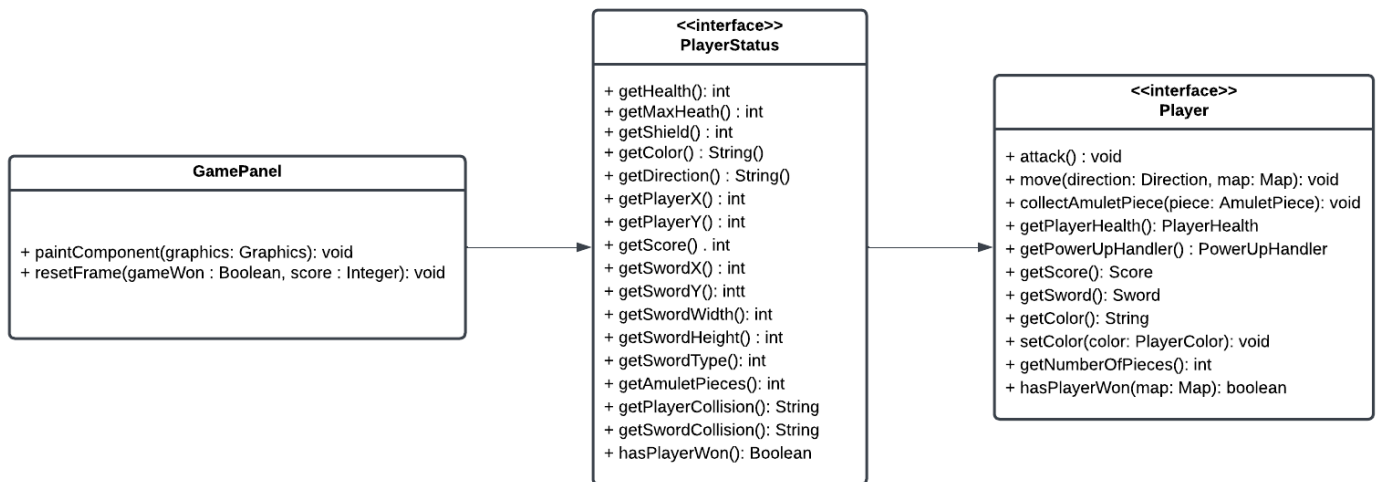 GamePanel
+ paintComponent(graphics: Graphics): void
+ resetFrame(gameWon : Boolean, score : Integer): void
<<interface>>
PlayerStatus
+ getHealth(): int
+ getMaxHeath() : int
+ getShield() : int
+ getColor() : String()
+ getDirection() : String()
+ getPlayerX() : int
+ getPlayerY() : int
+ getScore() . int
+ getSwordX() : int
+ getSwordY(): intt
+ getSwordWidth(): int
+ getSwordHeight() : int
+ getSwordType(): int
+ getAmuletPieces(): int
+ getPlayerCollision(): String
+ getSwordCollision(): String
+ hasPlayerWon(): Boolean
<<interface>>
Player
+ attack() : void
+ move(direction: Direction, map: Map): void
+ collectAmuletPiece(piece: AmuletPiece): void
+ getPlayerHealth(): PlayerHealth
+ getPowerUpHandler() : PowerUpHandler
+ getScore(): Score
+ getSword(): Sword
+ getColor(): String
+ setColor(color: PlayerColor): void
+ getNumberOfPieces(): int
+ hasPlayerWon(map: Map): boolean